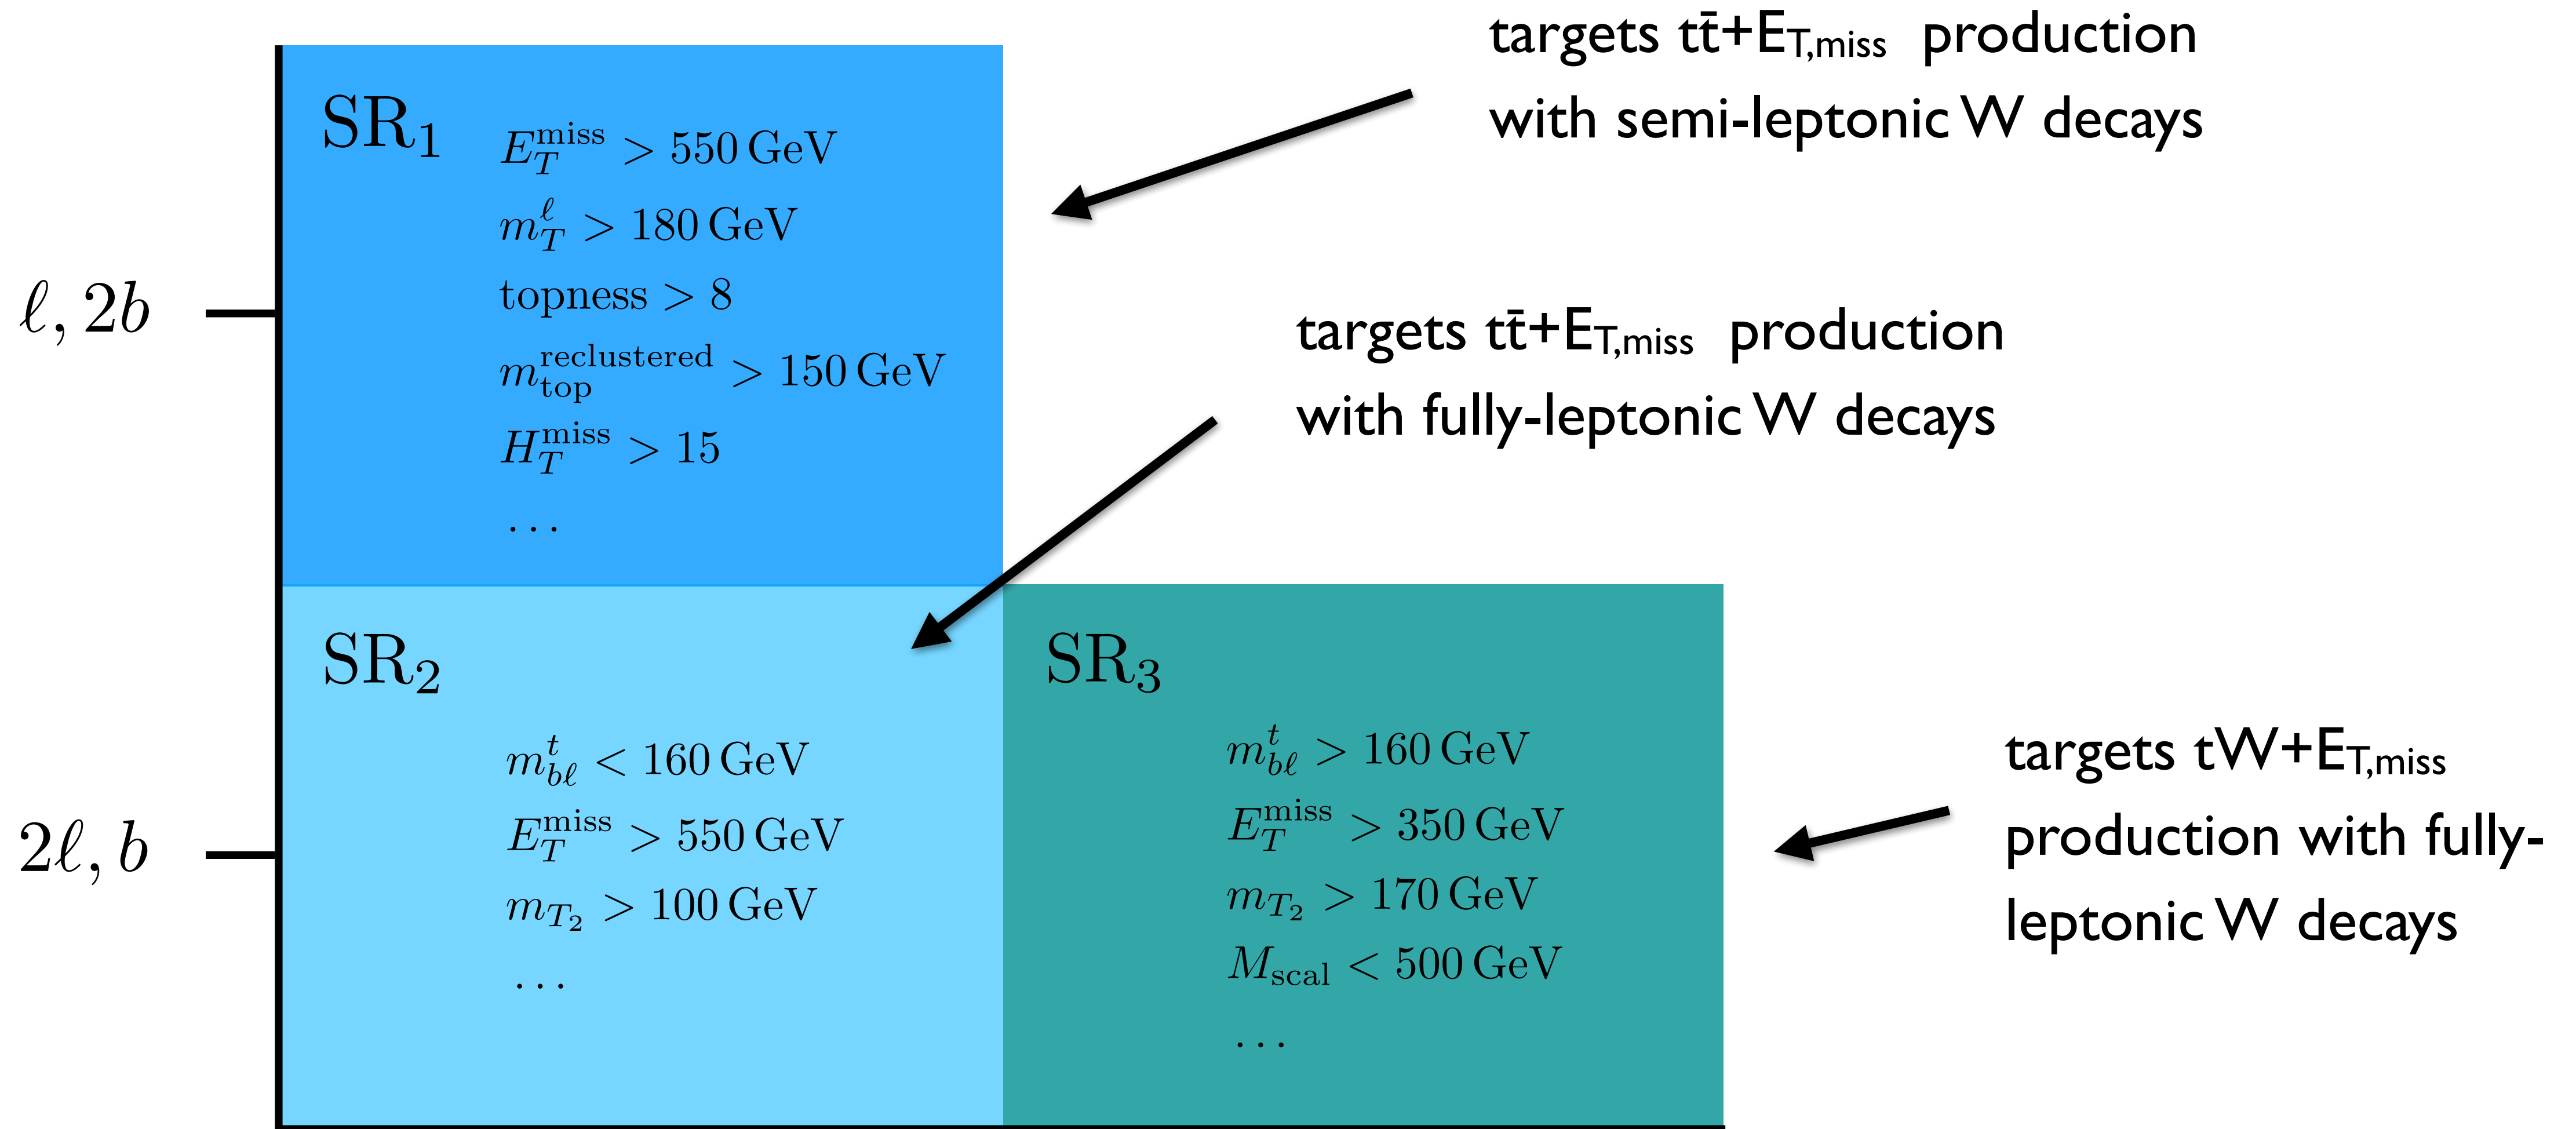 targets tt̄+E_T,miss production
with semi-leptonic W decays
SR₁
E_T^miss > 550 GeV
m_T^ℓ > 180 GeV
topness > 8
m_top^reclustered > 150 GeV
H_T^miss > 15
...
ℓ, 2b
targets tt̄+E_T,miss production
with fully-leptonic W decays
SR₂
m_bℓ^t < 160 GeV
E_T^miss > 550 GeV
m_T₂ > 100 GeV
...
2ℓ, b
SR₃
m_bℓ^t > 160 GeV
E_T^miss > 350 GeV
m_T₂ > 170 GeV
M_scal < 500 GeV
...
targets tW+E_T,miss
production with fully-
leptonic W decays